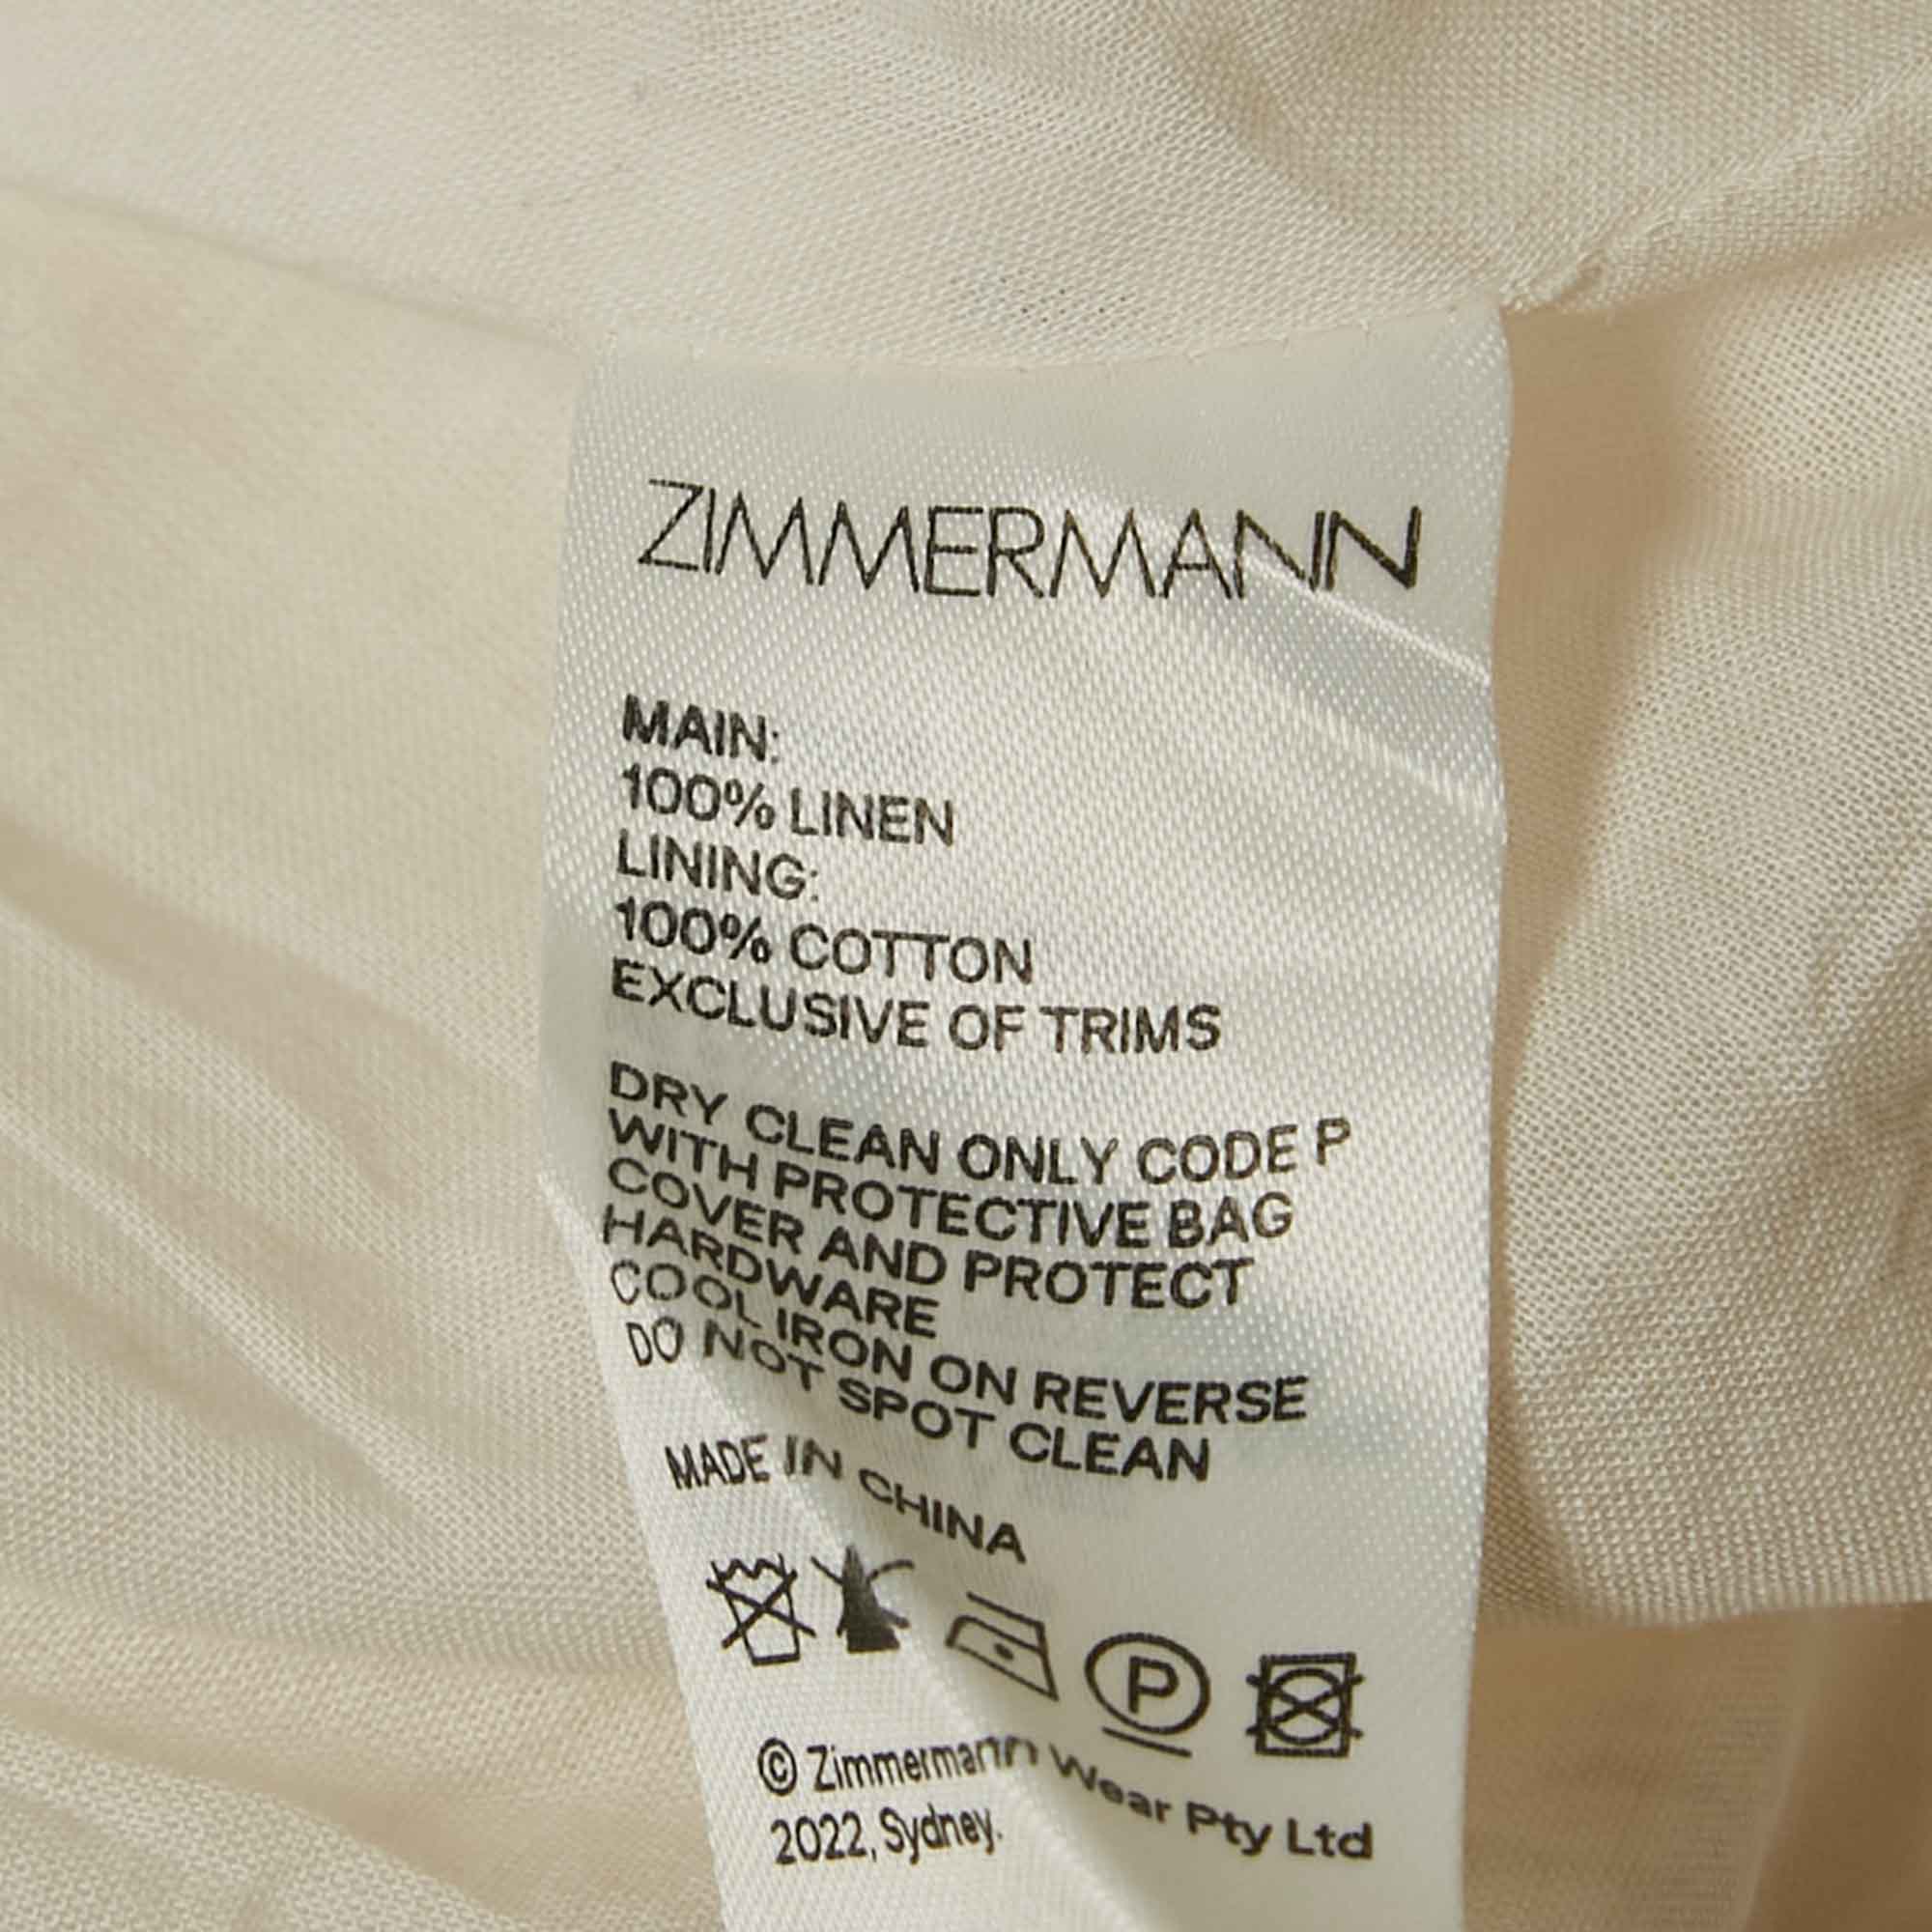 ZIMMERMANN
MAIN:
100% LINEN
LINING:
100% COTTON
EXCLUSIVE OF TRIMS
DRY CLEAN ONLY CODE P
WITH PROTECTIVE BAG
COVER AND PROTECT
HARDWARE
COOL IRON ON REVERSE
DO NOT SPOT CLEAN
MADE IN CHINA
P
© Zimmermann Wear Pty Ltd
2022, Sydney.